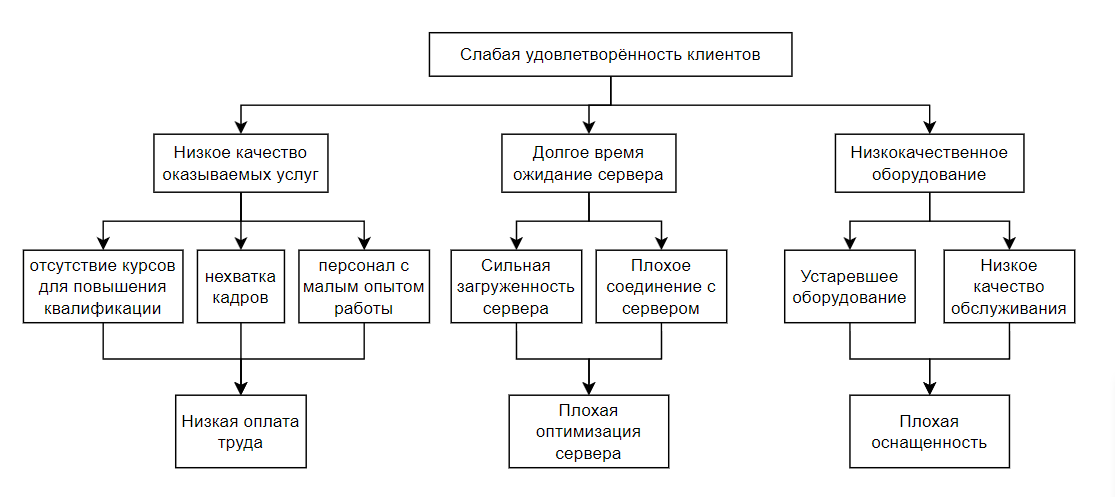 Слабая удовлетворённость клиентов
Низкое качество
оказываемых услуг
Долгое время
ожидание сервера
Низкокачественное
оборудование
отсутствие курсов
для повышения
квалификации
нехватка
кадров
персонал с
малым опытом
работы
Сильная
загруженность
сервера
Плохое
соединение с
сервером
Устаревшее
оборудование
Низкое
качество
обслуживания
Низкая оплата
труда
Плохая
оптимизация
сервера
Плохая
оснащенность